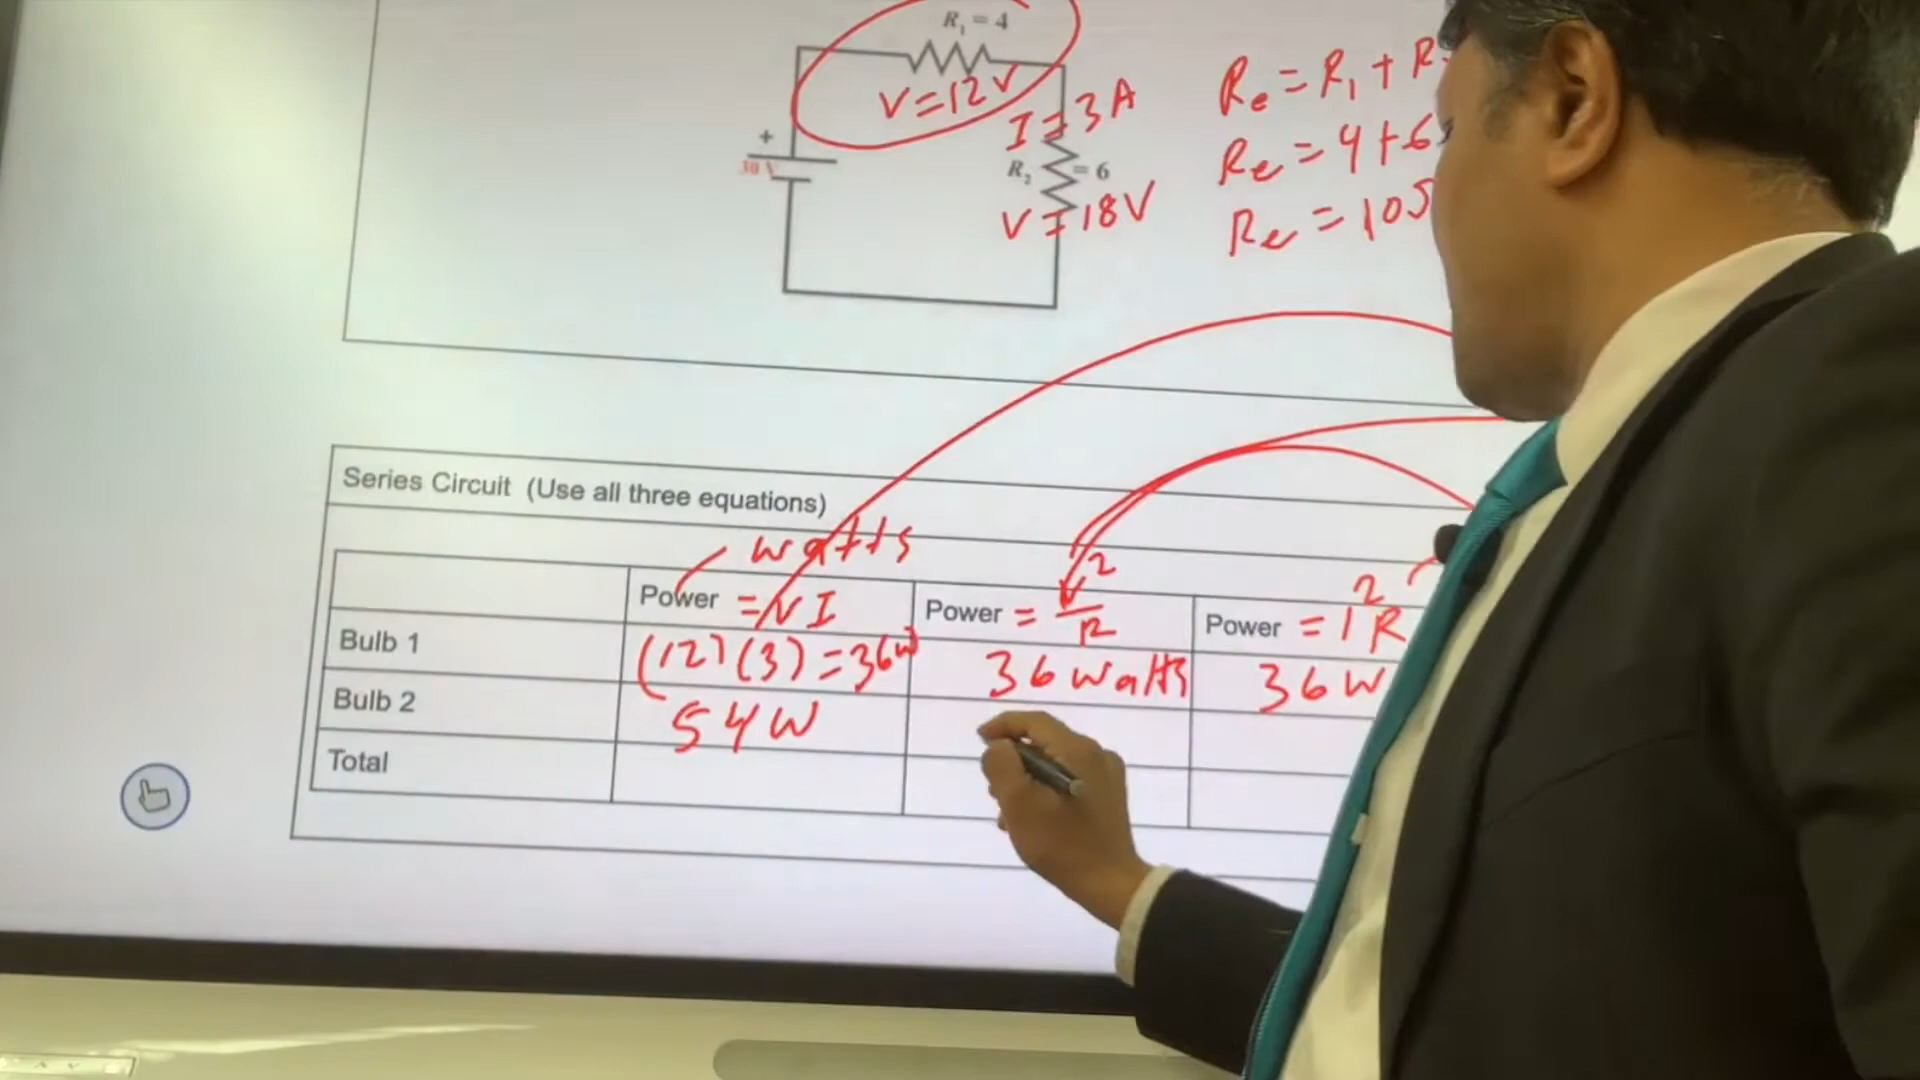 R₁ = 4
V = 12V
I = 3A
+
30 V
R₂ = 6
V = 18V
Re = R₁ + R
Re = 4 + 6
Re = 10
Series Circuit (Use all three equations)
watts
Power = VI
Power = V²/R
Power = I²R
Bulb 1
(12)(3) = 36W
36 watts
36W
Bulb 2
54W
Total